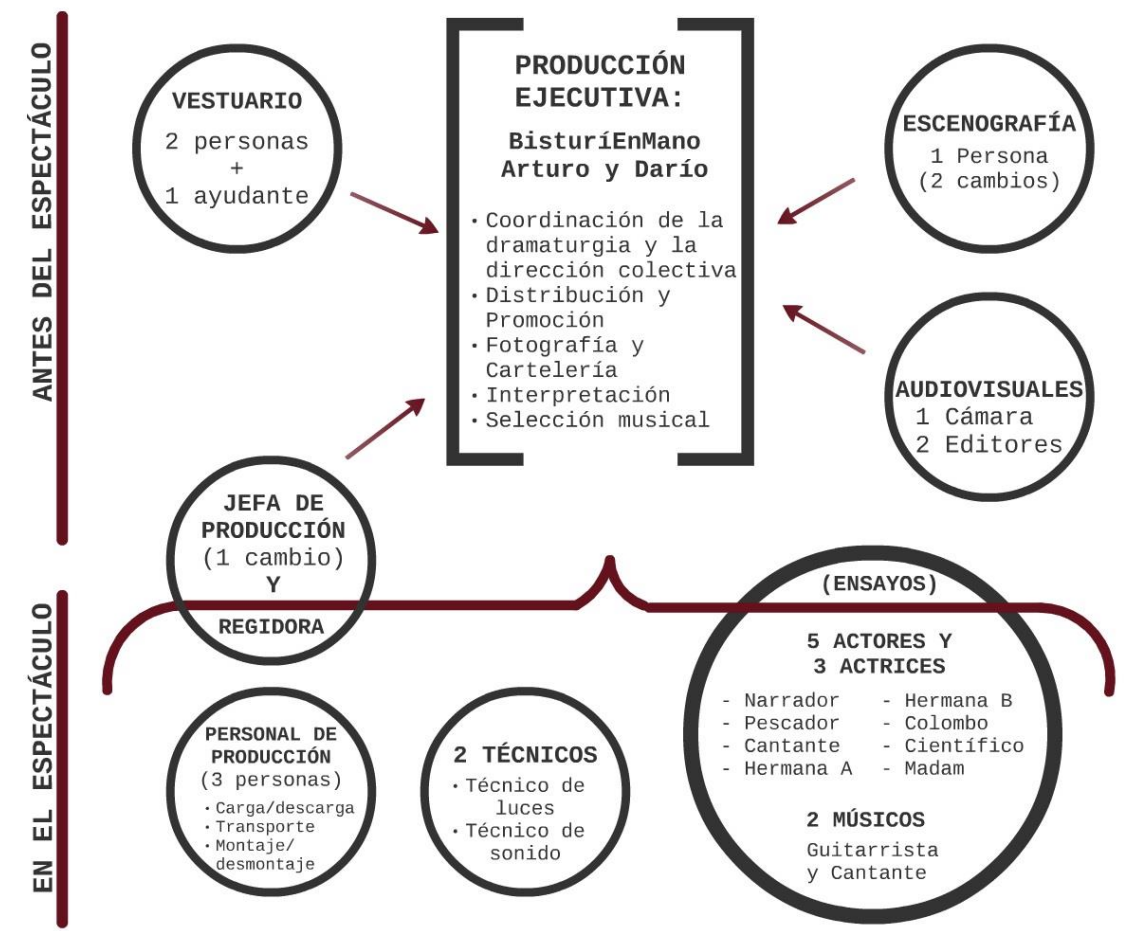 ANTES DEL ESPECTÁCULO
VESTUARIO
2 personas
+
1 ayudante
PRODUCCIÓN
EJECUTIVA:
BisturíEnMano
Arturo y Darío
· Coordinación de la
dramaturgia y la
dirección colectiva
· Distribución y
Promoción
· Fotografía y
Cartelería
· Interpretación
· Selección musical
ESCENOGRAFÍA
1 Persona
(2 cambios)
AUDIOVISUALES
1 Cámara
2 Editores
JEFA DE
PRODUCCIÓN
(1 cambio)
Y
REGIDORA
EN EL ESPECTÁCULO
PERSONAL DE
PRODUCCIÓN
(3 personas)
· Carga/descarga
· Transporte
· Montaje/
desmontaje
2 TÉCNICOS
· Técnico de
luces
· Técnico de
sonido
(ENSAYOS)
5 ACTORES Y
3 ACTRICES
- Narrador
- Pescador
- Cantante
- Hermana A
- Hermana B
- Colombo
- Científico
- Madam
2 MÚSICOS
Guitarrista
y Cantante